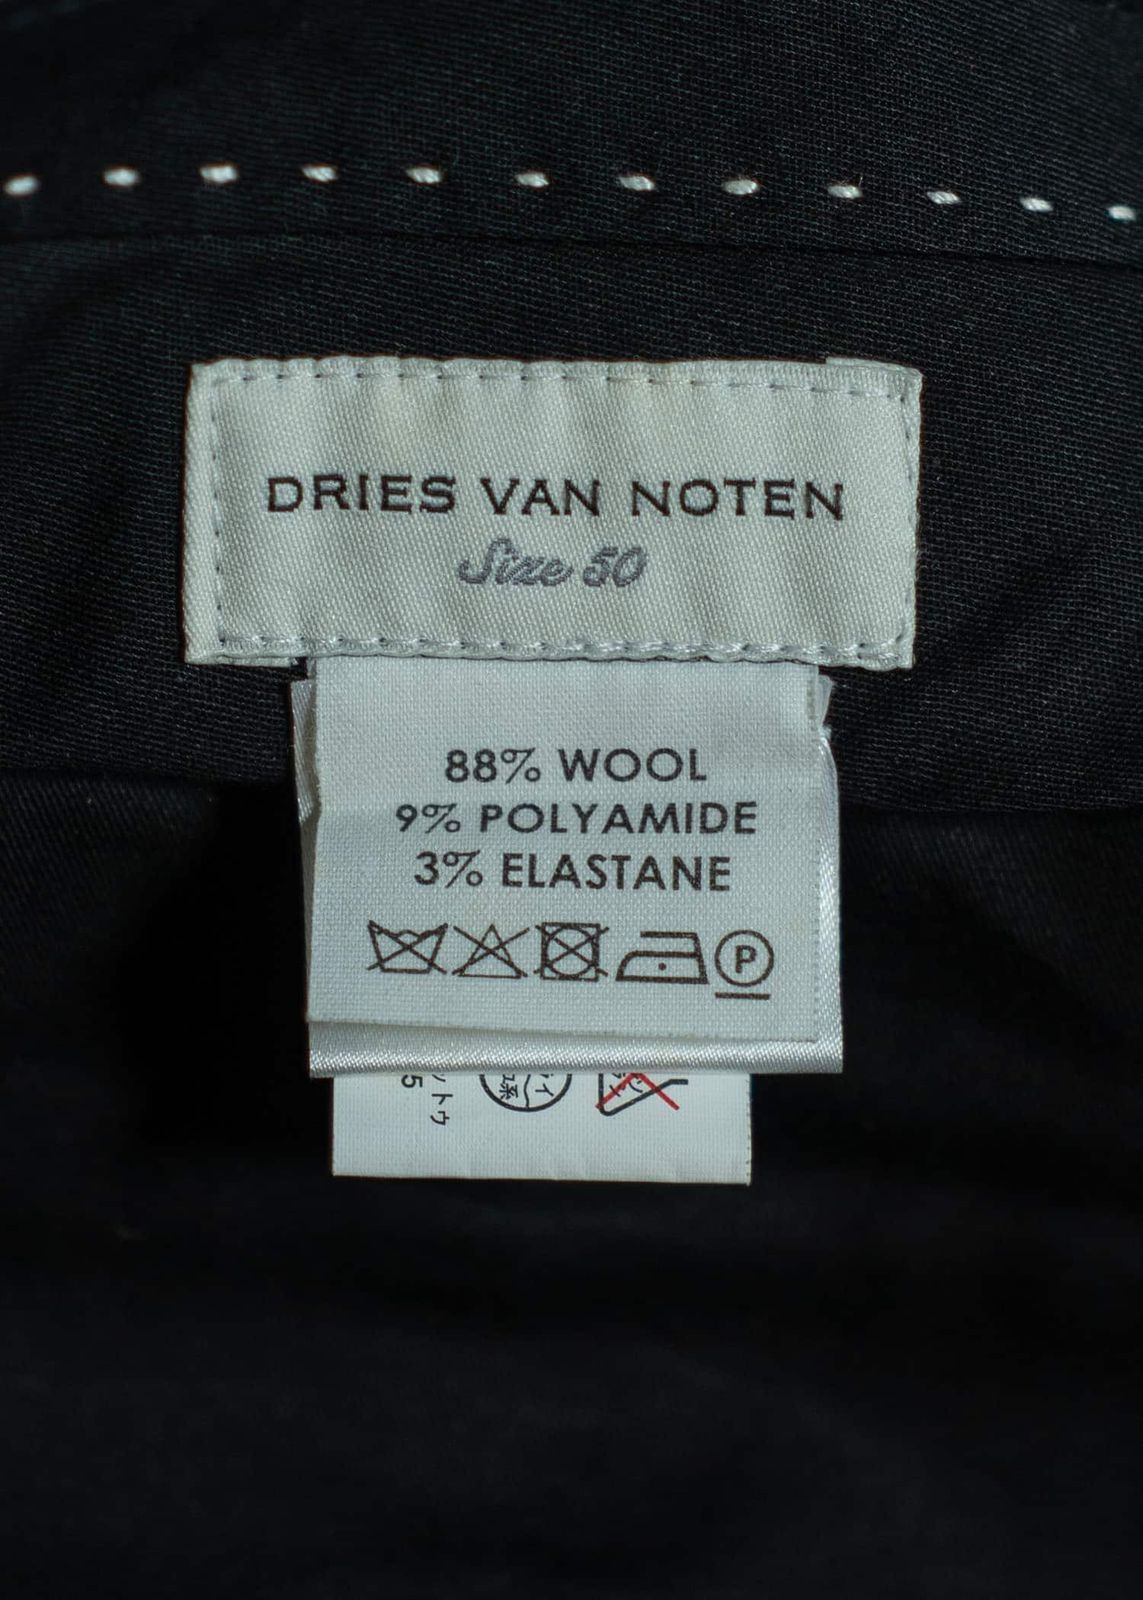 DRIES VAN NOTEN
Size 50
88% WOOL
9% POLYAMIDE
3% ELASTANE
P